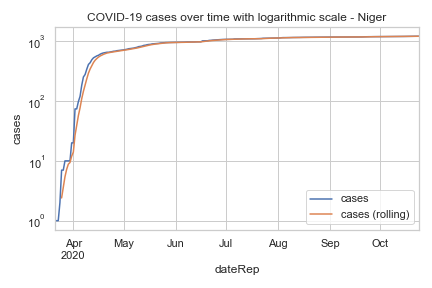 COVID-19 cases over time with logarithmic scale - Niger
cases
10³
10²
10¹
10⁰
cases
cases (rolling)
Apr May Jun Jul Aug Sep Oct
2020
dateRep